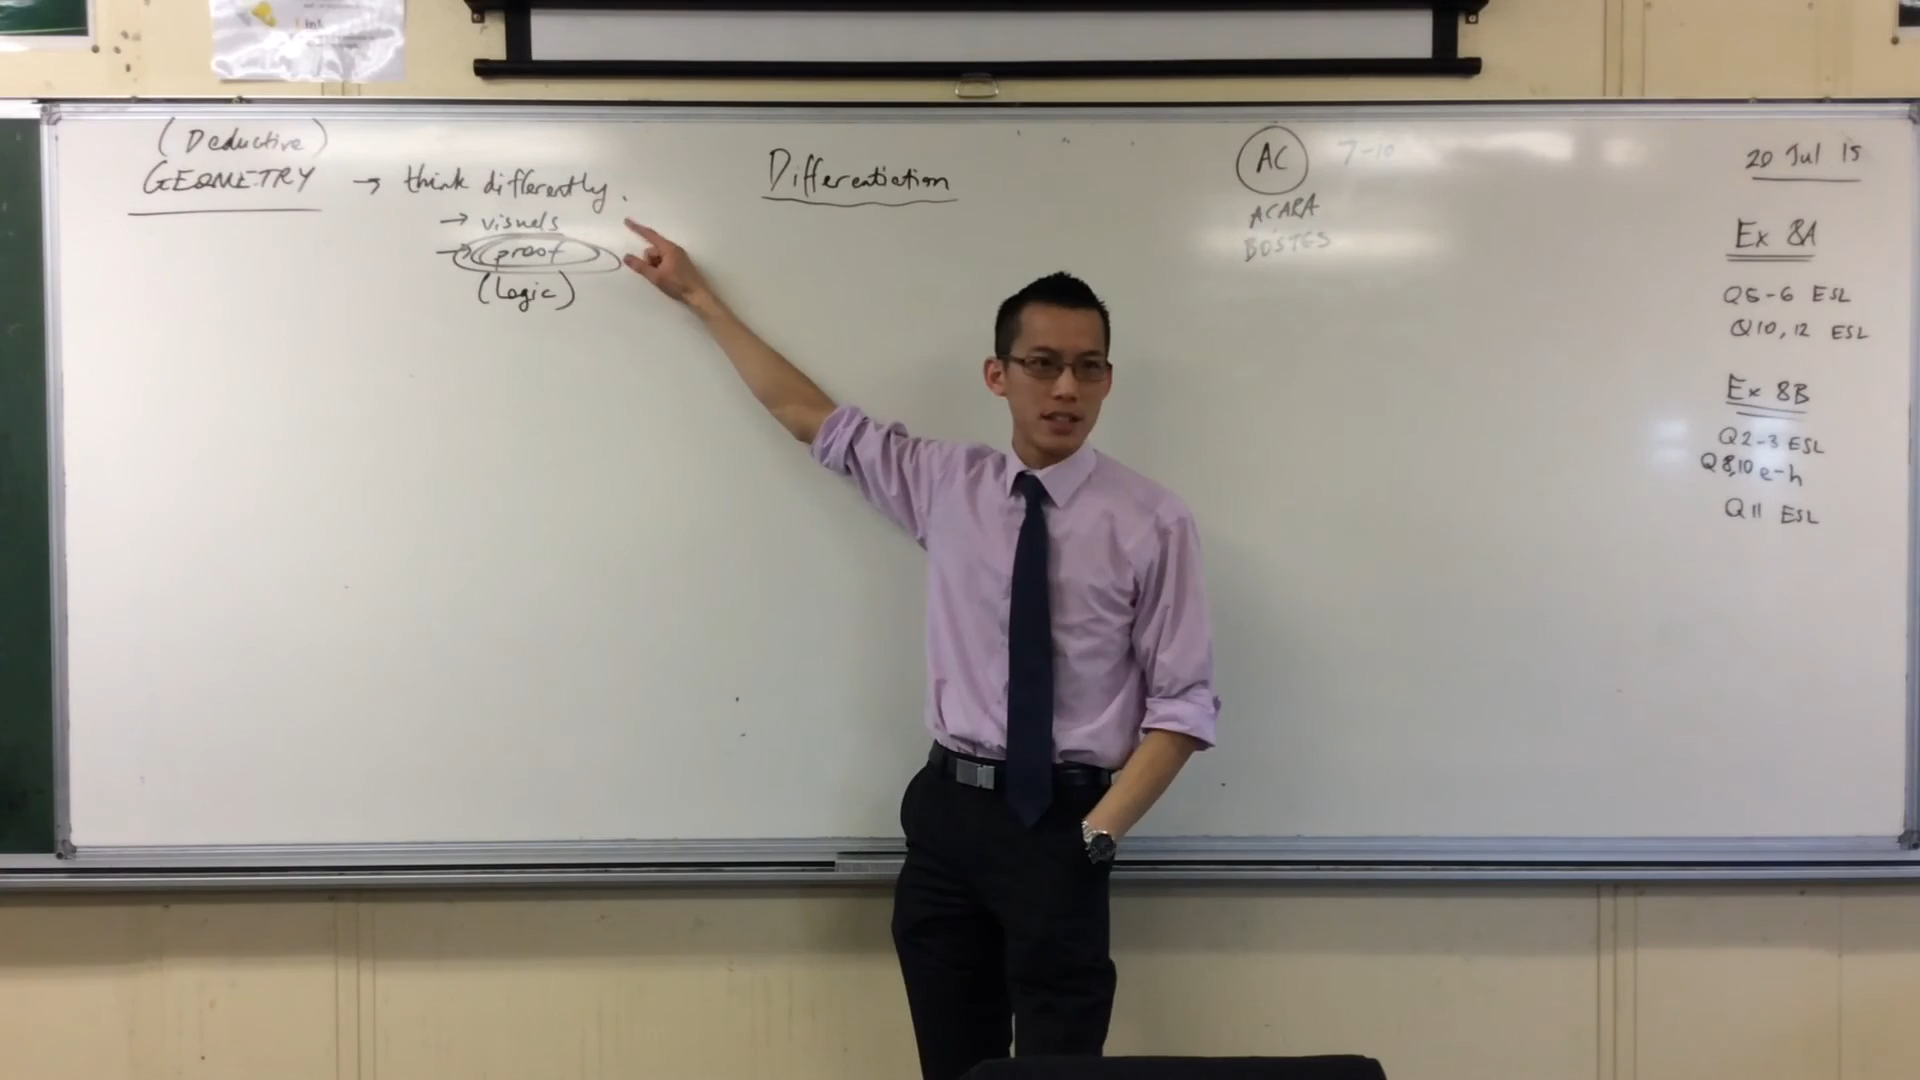 (Deductive)
GEOMETRY → think differently.
→ visuals
→ proof
(Logic)
Differentiation
AC 7-10
ACARA
BOSTES
20 Jul 15
Ex 8A
Q5-6 ESL
Q10, 12 ESL
Ex 8B
Q2-3 ESL
Q8,10 e-h
Q11 ESL